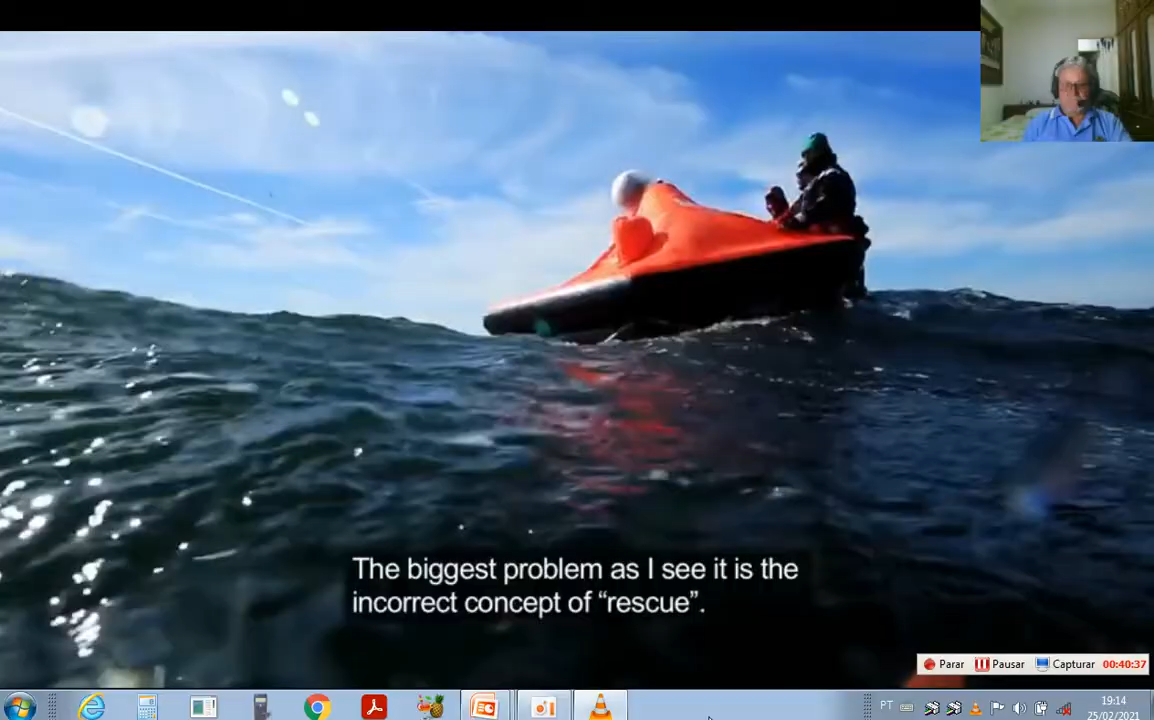 The biggest problem as I see it is the
incorrect concept of “rescue”.
Parar Pausar Capturar 00:40:37
PT
19:14
25/02/2021